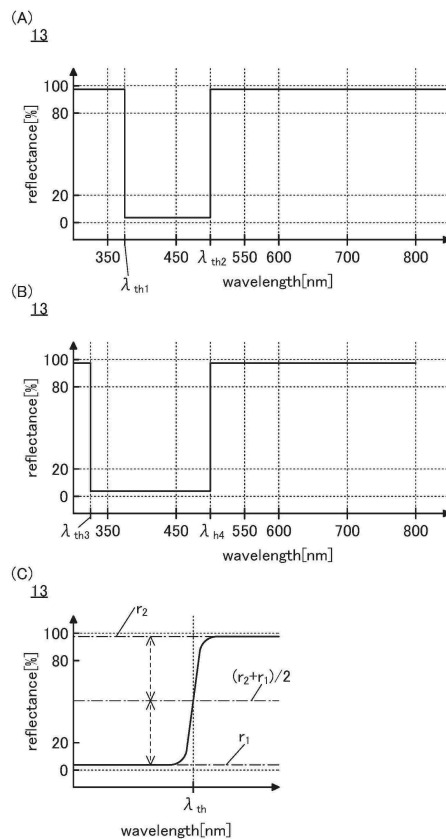 (A)
13
reflectance[%]
100
80
20
0
350
450
550
600
700
800
λth1
λth2
wavelength[nm]
(B)
13
reflectance[%]
100
80
20
0
λth3
350
450
λh4
550
600
700
800
wavelength[nm]
(C)
13
r2
reflectance[%]
100
80
(r2+r1)/2
20
r1
0
λth
wavelength[nm]